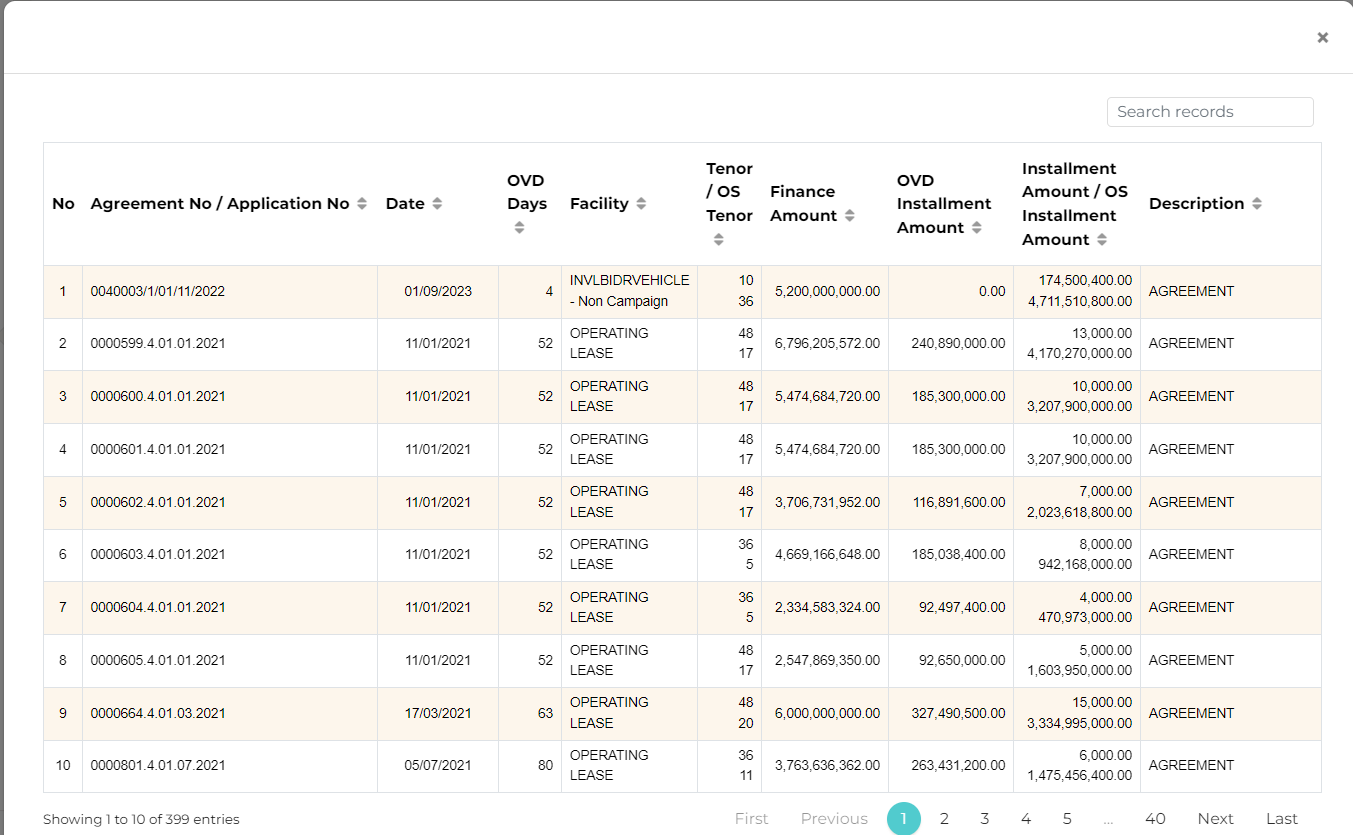 ×
Search records
No Agreement No / Application No Date OVD Days Facility Tenor / OS Tenor Finance Amount OVD Installment Amount Installment Amount / OS Installment Amount Description
1 0040003/1/01/11/2022 01/09/2023 4 INVLBIDRVEHICLE - Non Campaign 10 36 5,200,000,000.00 0.00 174,500,400.00 4,711,510,800.00 AGREEMENT
2 0000599.4.01.01.2021 11/01/2021 52 OPERATING LEASE 48 17 6,796,205,572.00 240,890,000.00 13,000.00 4,170,270,000.00 AGREEMENT
3 0000600.4.01.01.2021 11/01/2021 52 OPERATING LEASE 48 17 5,474,684,720.00 185,300,000.00 10,000.00 3,207,900,000.00 AGREEMENT
4 0000601.4.01.01.2021 11/01/2021 52 OPERATING LEASE 48 17 5,474,684,720.00 185,300,000.00 10,000.00 3,207,900,000.00 AGREEMENT
5 0000602.4.01.01.2021 11/01/2021 52 OPERATING LEASE 48 17 3,706,731,952.00 116,891,600.00 7,000.00 2,023,618,800.00 AGREEMENT
6 0000603.4.01.01.2021 11/01/2021 52 OPERATING LEASE 36 5 4,669,166,648.00 185,038,400.00 8,000.00 942,168,000.00 AGREEMENT
7 0000604.4.01.01.2021 11/01/2021 52 OPERATING LEASE 36 5 2,334,583,324.00 92,497,400.00 4,000.00 470,973,000.00 AGREEMENT
8 0000605.4.01.01.2021 11/01/2021 52 OPERATING LEASE 48 17 2,547,869,350.00 92,650,000.00 5,000.00 1,603,950,000.00 AGREEMENT
9 0000664.4.01.03.2021 17/03/2021 63 OPERATING LEASE 48 20 6,000,000,000.00 327,490,500.00 15,000.00 3,334,995,000.00 AGREEMENT
10 0000801.4.01.07.2021 05/07/2021 80 OPERATING LEASE 36 11 3,763,636,362.00 263,431,200.00 6,000.00 1,475,456,400.00 AGREEMENT
Showing 1 to 10 of 399 entries First Previous 1 2 3 4 5 ... 40 Next Last